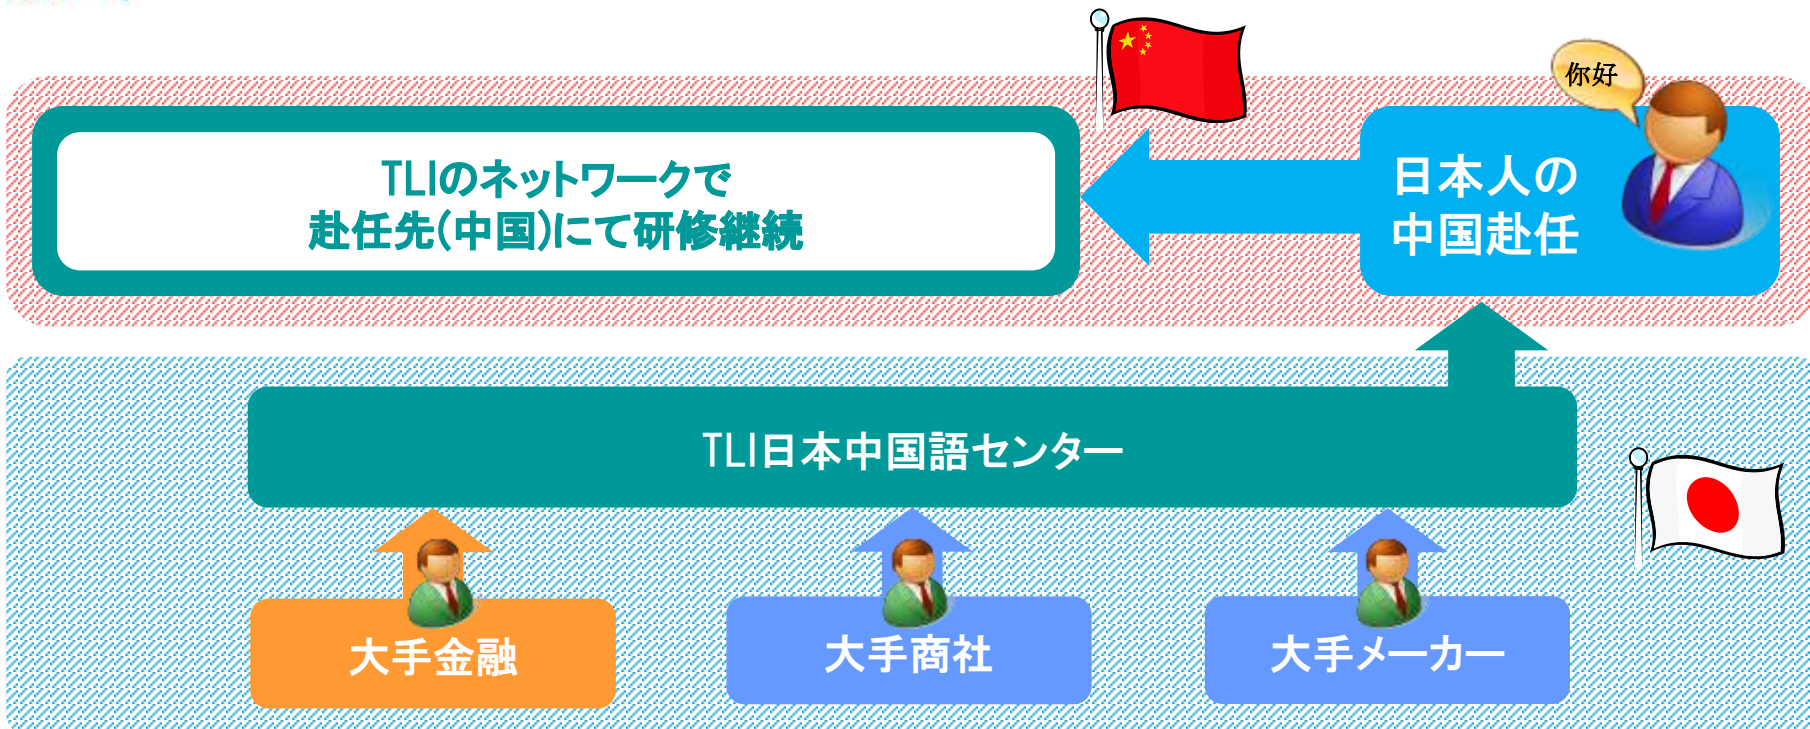 你好
TLIのネットワークで
赴任先(中国)にて研修継続
日本人の
中国赴任
TLI日本中国語センター
大手金融
大手商社
大手メーカー